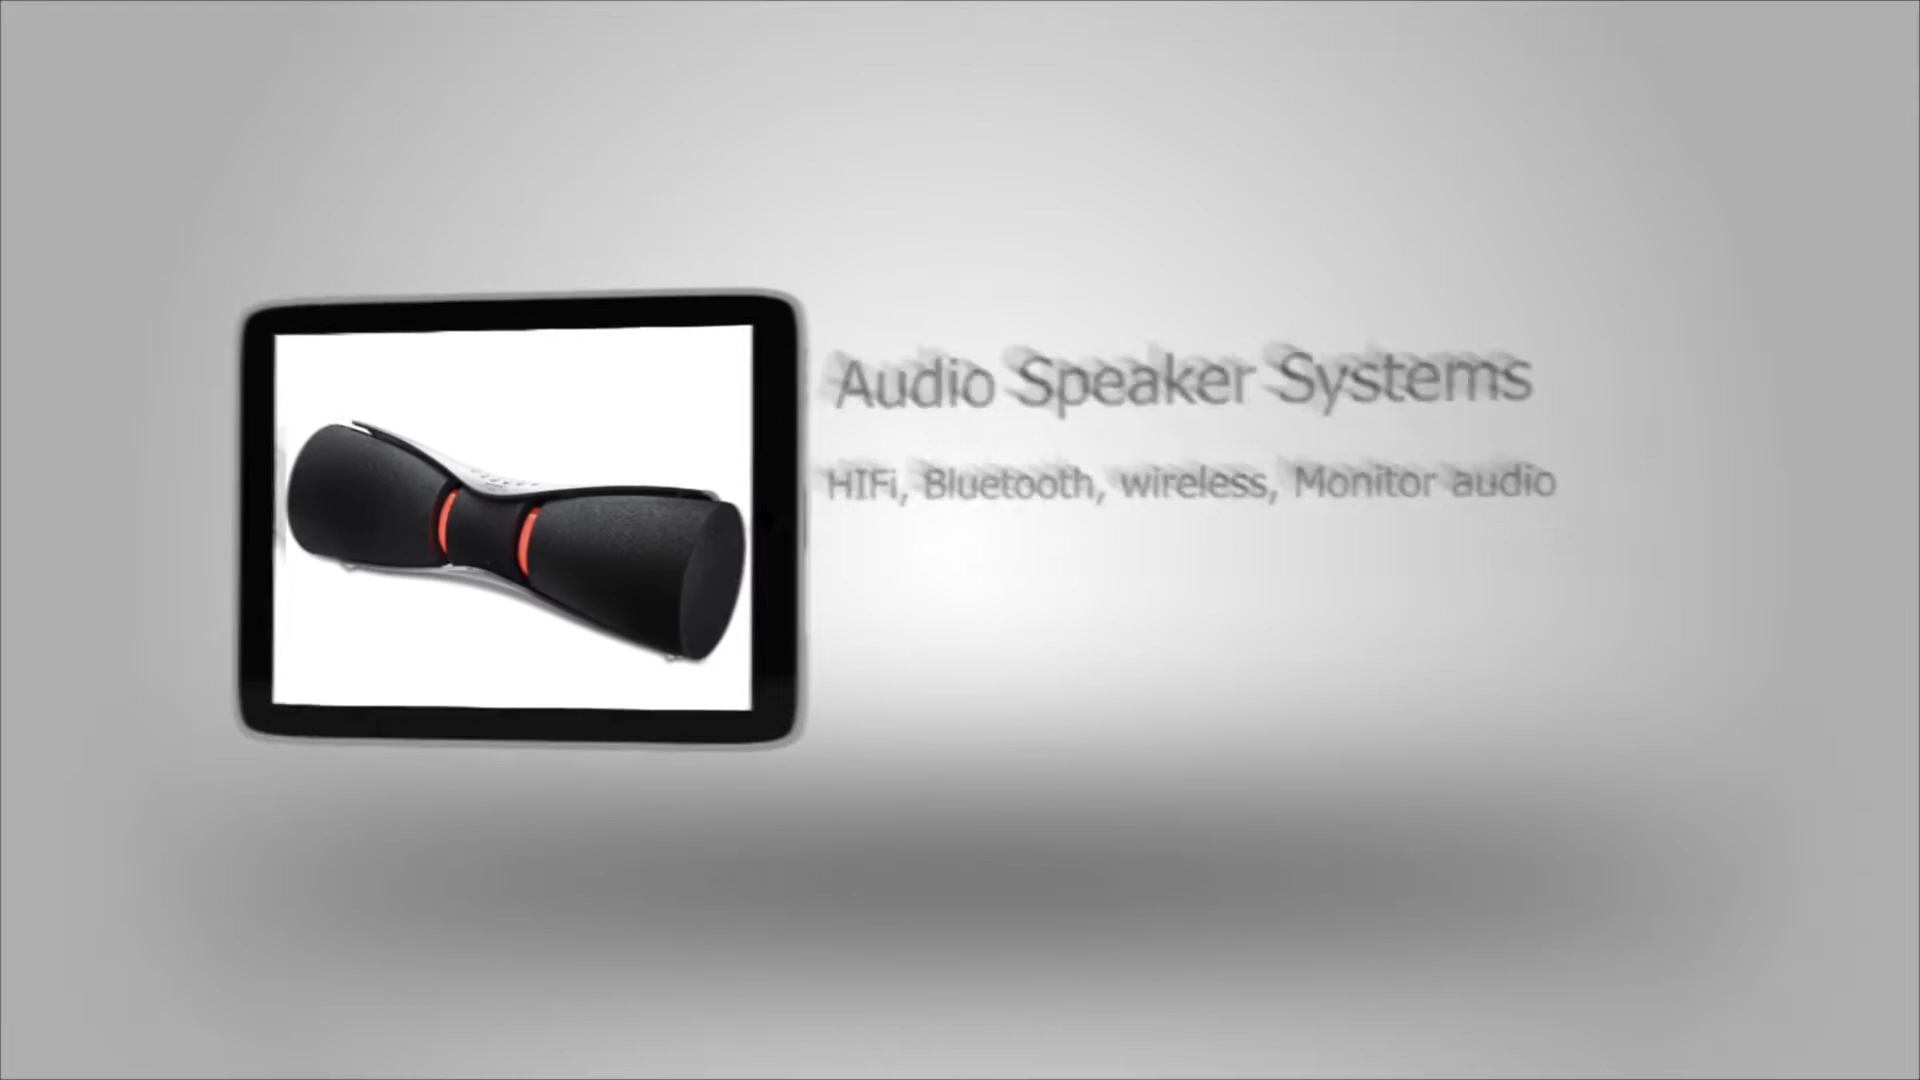 Audio Speaker Systems
HIFi, Bluetooth, wireless, Monitor audio